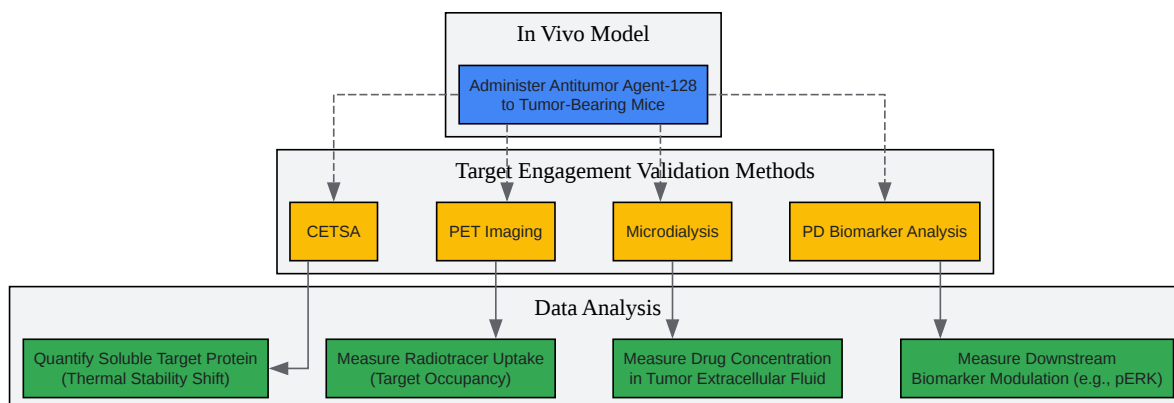 In Vivo Model
Administer Antitumor Agent-128
to Tumor-Bearing Mice
Target Engagement Validation Methods
CETSA
PET Imaging
Microdialysis
PD Biomarker Analysis
Data Analysis
Quantify Soluble Target Protein
(Thermal Stability Shift)
Measure Radiotracer Uptake
(Target Occupancy)
Measure Drug Concentration
in Tumor Extracellular Fluid
Measure Downstream
Biomarker Modulation (e.g., pERK)